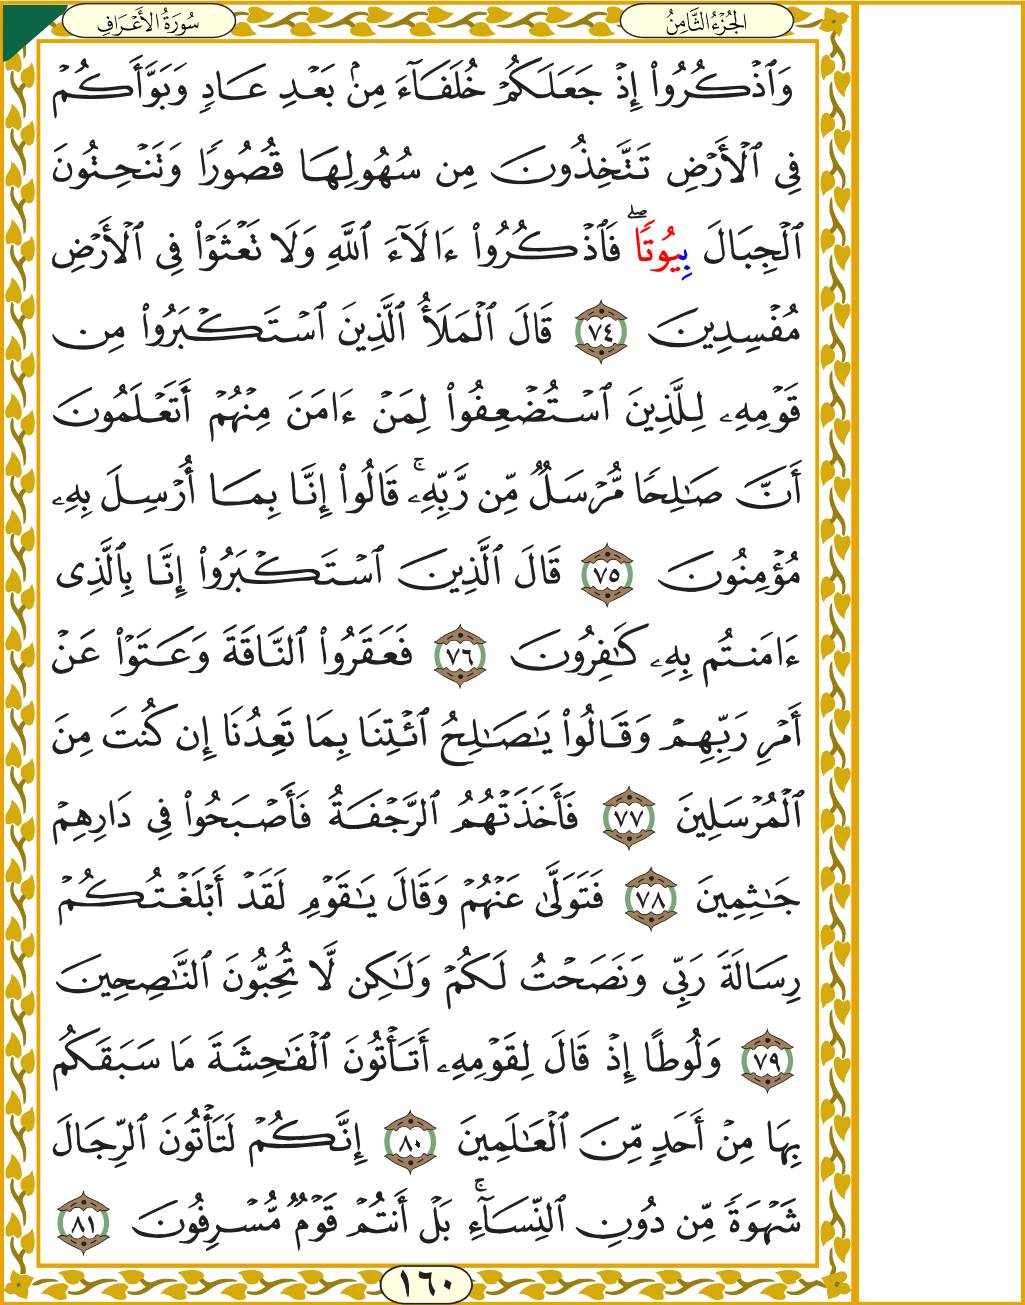 الجُزْءُ الثَّامِنُ
سُورَةُ الأَعْرَافِ
وَٱذۡكُرُوٓاْ إِذۡ جَعَلَكُمۡ خُلَفَآءَ مِنۢ بَعۡدِ عَادٖ وَبَوَّأَكُمۡ
فِي ٱلۡأَرۡضِ تَتَّخِذُونَ مِن سُهُولِهَا قُصُورٗا وَتَنۡحِتُونَ
ٱلۡجِبَالَ بِيُوتٗاۖ فَٱذۡكُرُوٓاْ ءَالَآءَ ٱللَّهِ وَلَا تَعۡثَوۡاْ فِي ٱلۡأَرۡضِ
مُفۡسِدِينَ ٧٤ قَالَ ٱلۡمَلَأُ ٱلَّذِينَ ٱسۡتَكۡبَرُواْ مِن
قَوۡمِهِۦ لِلَّذِينَ ٱسۡتُضۡعِفُواْ لِمَنۡ ءَامَنَ مِنۡهُمۡ أَتَعۡلَمُونَ
أَنَّ صَٰلِحٗا مُّرۡسَلٞ مِّن رَّبِّهِۦۚ قَالُوٓاْ إِنَّا بِمَآ أُرۡسِلَ بِهِۦ
مُؤۡمِنُونَ ٧٥ قَالَ ٱلَّذِينَ ٱسۡتَكۡبَرُوٓاْ إِنَّا بِٱلَّذِيٓ
ءَامَنتُم بِهِۦ كَٰفِرُونَ ٧٦ فَعَقَرُواْ ٱلنَّاقَةَ وَعَتَوۡاْ عَنۡ
أَمۡرِ رَبِّهِمۡ وَقَالُواْ يَٰصَٰلِحُ ٱئۡتِنَا بِمَا تَعِدُنَآ إِن كُنتَ مِنَ
ٱلۡمُرۡسَلِينَ ٧٧ فَأَخَذَتۡهُمُ ٱلرَّجۡفَةُ فَأَصۡبَحُواْ فِي دَارِهِمۡ
جَٰثِمِينَ ٧٨ فَتَوَلَّىٰ عَنۡهُمۡ وَقَالَ يَٰقَوۡمِ لَقَدۡ أَبۡلَغۡتُكُمۡ
رِسَالَةَ رَبِّي وَنَصَحۡتُ لَكُمۡ وَلَٰكِن لَّا تُحِبُّونَ ٱلنَّٰصِحِينَ
٧٩ وَلُوطًا إِذۡ قَالَ لِقَوۡمِهِۦٓ أَتَأۡتُونَ ٱلۡفَٰحِشَةَ مَا سَبَقَكُم
بِهَا مِنۡ أَحَدٖ مِّنَ ٱلۡعَٰلَمِينَ ٨٠ إِنَّكُمۡ لَتَأۡتُونَ ٱلرِّجَالَ
شَهۡوَةٗ مِّن دُونِ ٱلنِّسَآءِۚ بَلۡ أَنتُمۡ قَوۡمٞ مُّسۡرِفُونَ ٨١
١٦٠